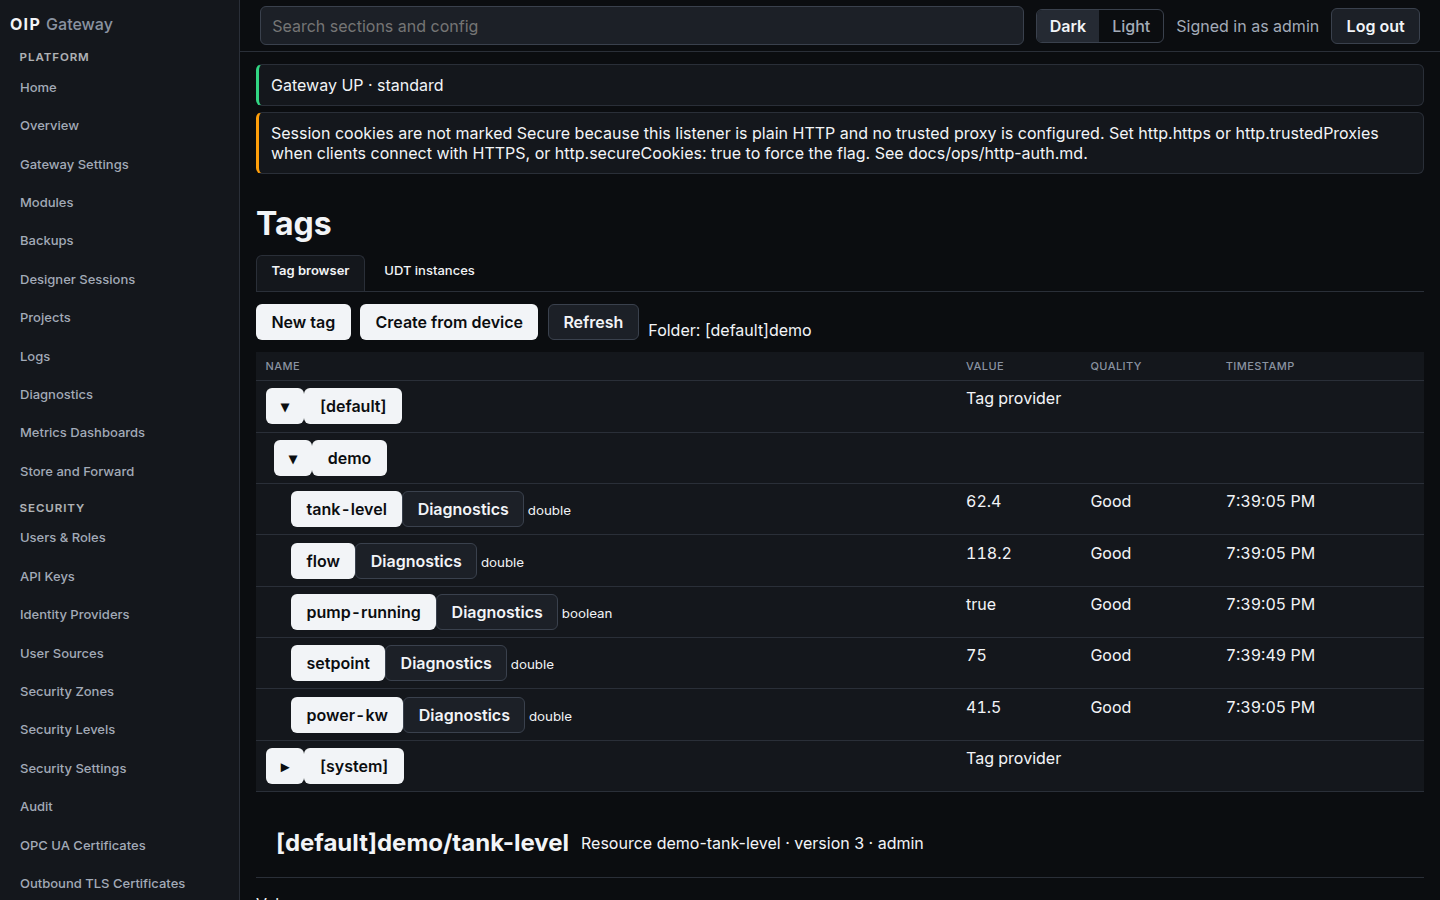 OIP Gateway
PLATFORM
Home
Overview
Gateway Settings
Modules
Backups
Designer Sessions
Projects
Logs
Diagnostics
Metrics Dashboards
Store and Forward
SECURITY
Users & Roles
API Keys
Identity Providers
User Sources
Security Zones
Security Levels
Security Settings
Audit
OPC UA Certificates
Outbound TLS Certificates
Search sections and config
Dark Light Signed in as admin Log out
Gateway UP · standard
Session cookies are not marked Secure because this listener is plain HTTP and no trusted proxy is configured. Set http.https or http.trustedProxies
when clients connect with HTTPS, or http.secureCookies: true to force the flag. See docs/ops/http-auth.md.
Tags
Tag browser UDT instances
New tag Create from device Refresh Folder: [default]demo
NAME VALUE QUALITY TIMESTAMP
▼ [default] Tag provider
▼ demo
tank-level Diagnostics double 62.4 Good 7:39:05 PM
flow Diagnostics double 118.2 Good 7:39:05 PM
pump-running Diagnostics boolean true Good 7:39:05 PM
setpoint Diagnostics double 75 Good 7:39:49 PM
power-kw Diagnostics double 41.5 Good 7:39:05 PM
► [system] Tag provider
[default]demo/tank-level Resource demo-tank-level · version 3 · admin